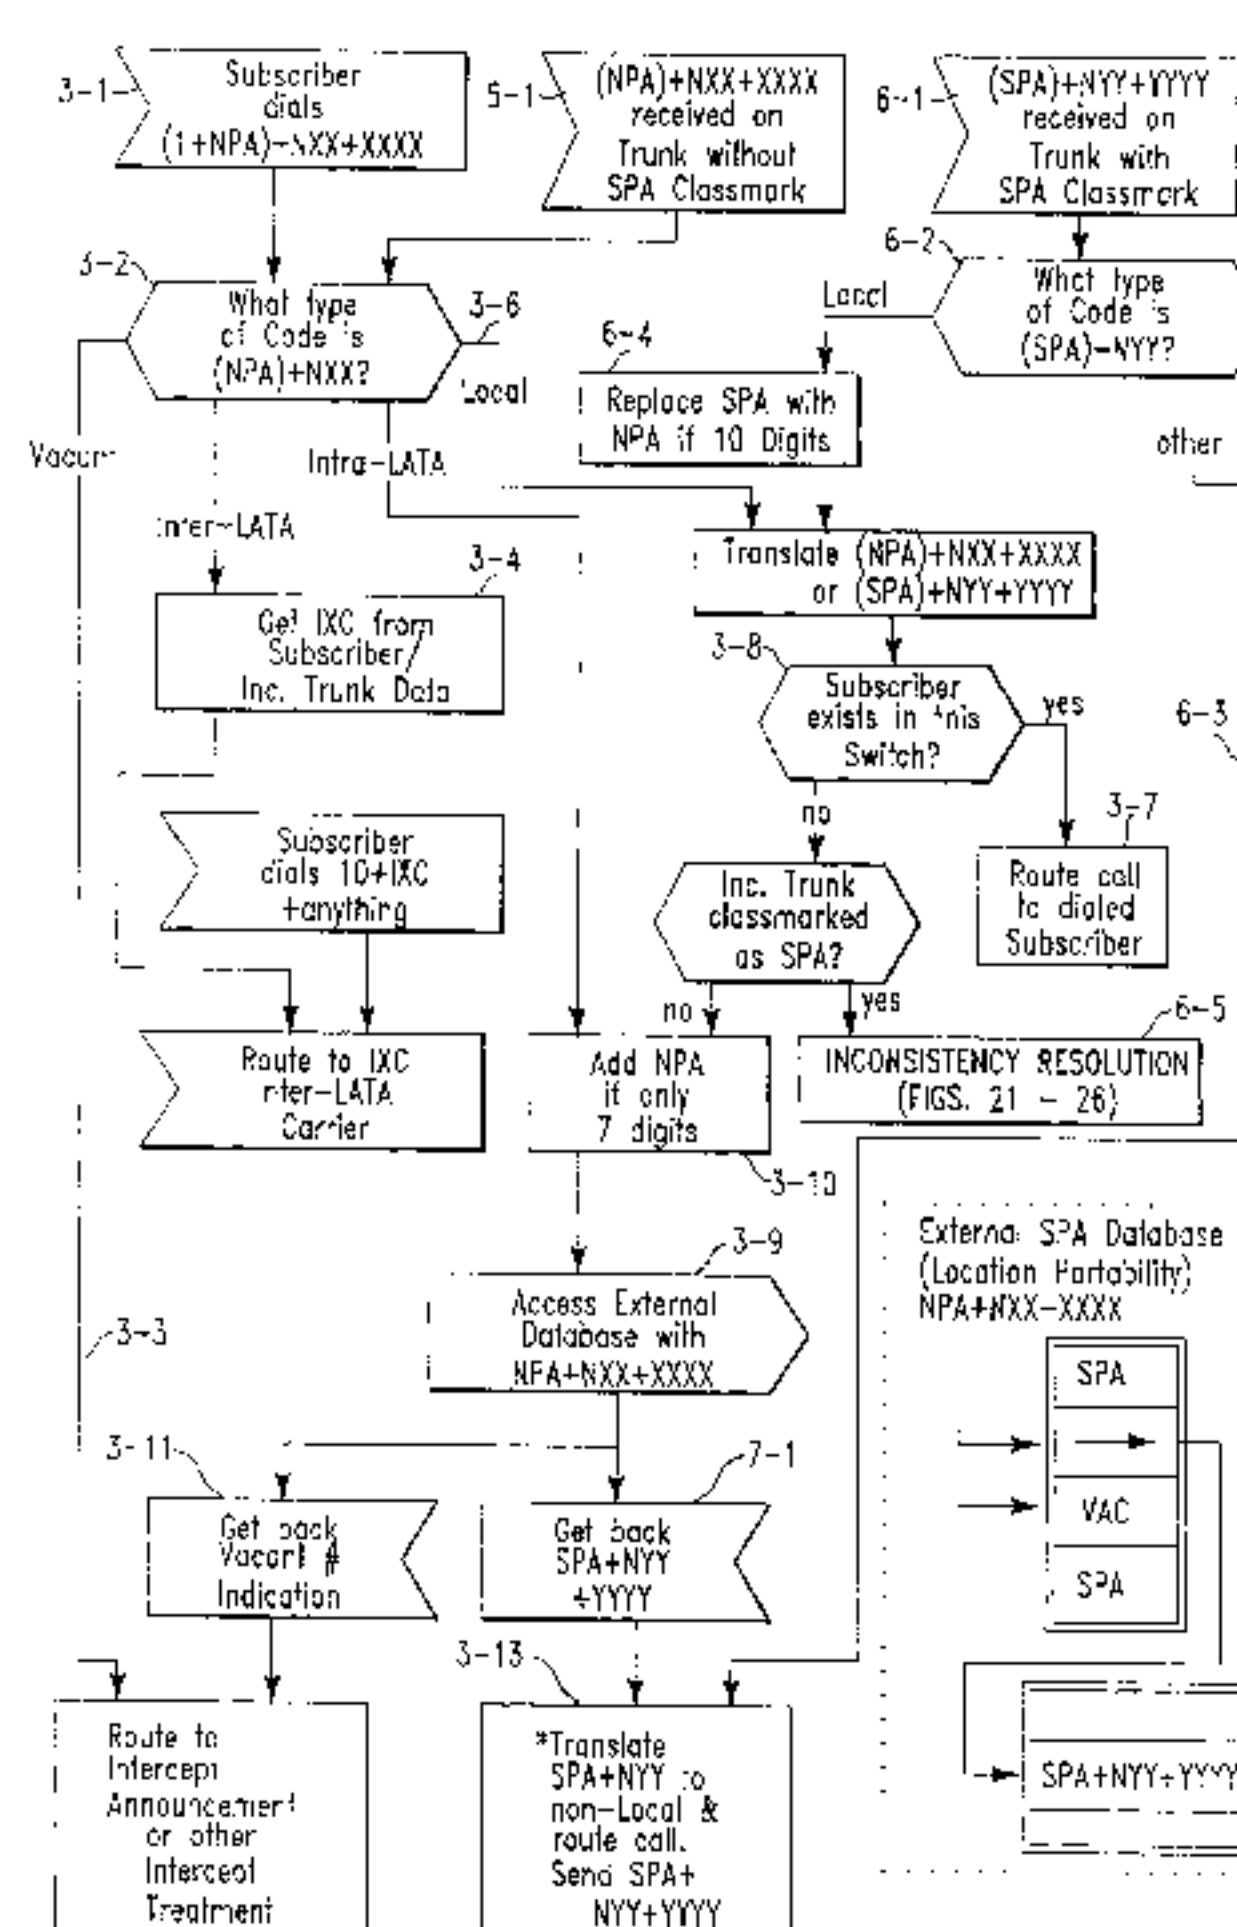 3-1
Subscriber
dials
(1+NPA)-NXX+XXXX
5-1
(NPA)+NXX+XXXX
received on
Trunk without
SPA Classmark
6-1
(SPA)+NYY+YYYY
received on
Trunk with
SPA Classmark
3-2
What type
of Code is
(NPA)+NXX?
3-6
Local
6-2
What type
of Code is
(SPA)-NYY?
Local
6-4
Replace SPA with
NPA if 10 Digits
other
Intra-LATA
Inter-LATA
Translate (NPA)+NXX+XXXX
or (SPA)+NYY+YYYY
3-4
Get IXC from
Subscriber/
Inc. Trunk Data
3-8
Subscriber
exists in this
Switch?
yes
6-3
no
3-7
Route call
to dialed
Subscriber
Subscriber
dials 10+IXC
+anything
Inc. Trunk
classmarked
as SPA?
no
yes
6-5
Route to IXC
Inter-LATA
Carrier
Add NPA
if only
7 digits
INCONSISTENCY RESOLUTION
(FIGS. 21 - 26)
3-10
3-9
Access External
Database with
NPA+NXX+XXXX
External SPA Database
(Location Portability)
NPA+NXX-XXXX
SPA
VAC
SPA
SPA+NYY+YYYY
3-3
3-11
Get back
Vacant #
Indication
7-1
Get back
SPA+NYY
+YYYY
3-13
Route to
Intercept
Announcement
or other
Intercept
Treatment
*Translate
SPA+NYY to
non-Local &
route call.
Send SPA+
NYY+YYYY